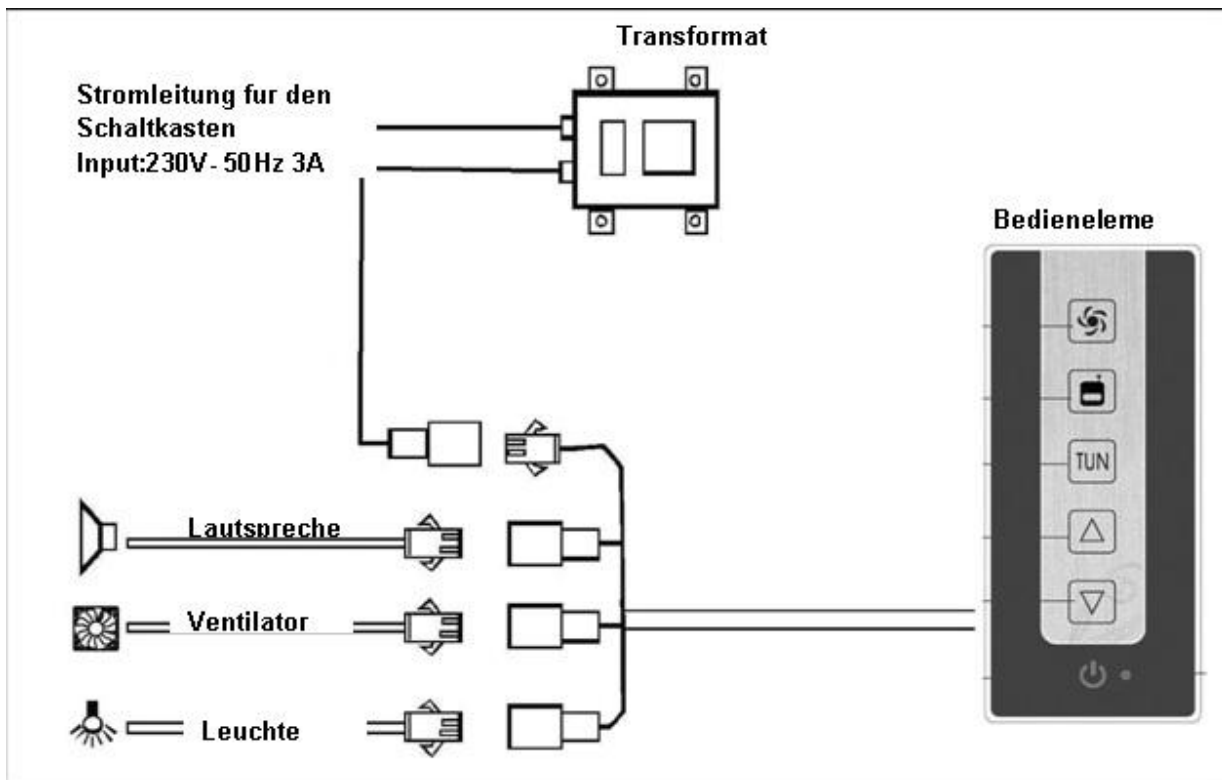 Transformat
Stromleitung fur den
Schaltkasten
Input:230V- 50Hz 3A
Bedieneleme
TUN
Lautspreche
Ventilator
Leuchte